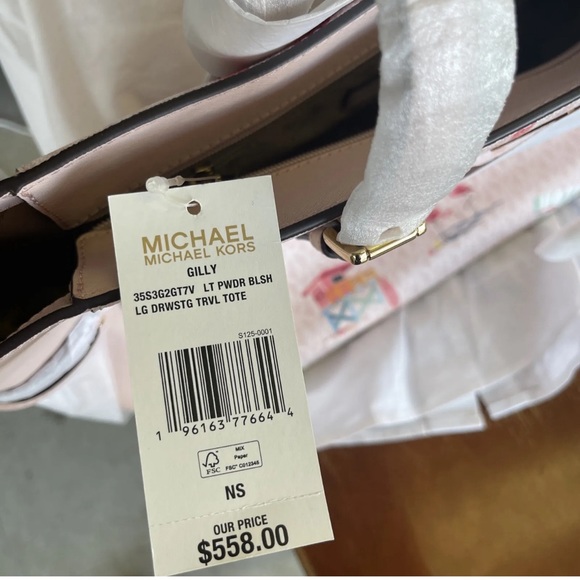 MICHAEL
MICHAEL KORS
GILLY
35S3G2GT7V LT PWDR BLSH
LG DRWSTG TRVL TOTE
S125-0001
1 96163 77664 4
FSC
MIX
Paper
FSC® C012345
NS
OUR PRICE
$558.00